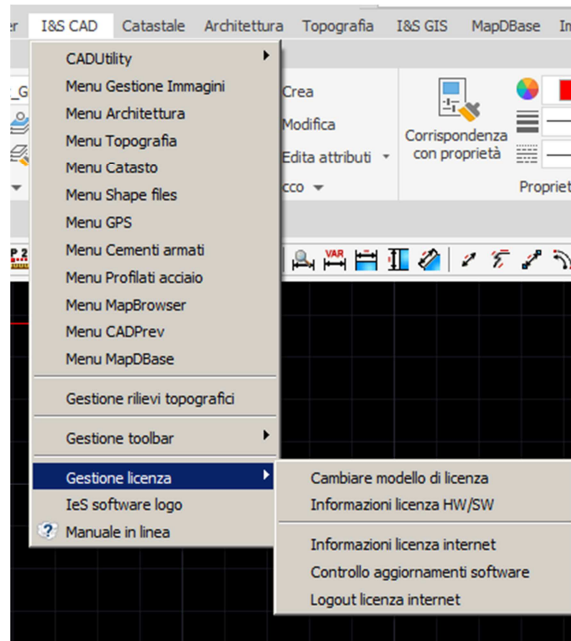 I&S CAD Catastale Architettura Topografia I&S GIS MapDBase
CADUtility
Menu Gestione Immagini
Menu Architettura
Menu Topografia
Menu Catasto
Menu Shape files
Menu GPS
Menu Cementi armati
Menu Profilati acciaio
Menu MapBrowser
Menu CADPrev
Menu MapDBase
Gestione rilievi topografici
Gestione toolbar
Gestione licenza
IeS software logo
Manuale in linea
Crea
Modifica
Edita attributi
cco
Corrispondenza
con proprietà
Propriet
VAR
Cambiare modello di licenza
Informazioni licenza HW/SW
Informazioni licenza internet
Controllo aggiornamenti software
Logout licenza internet